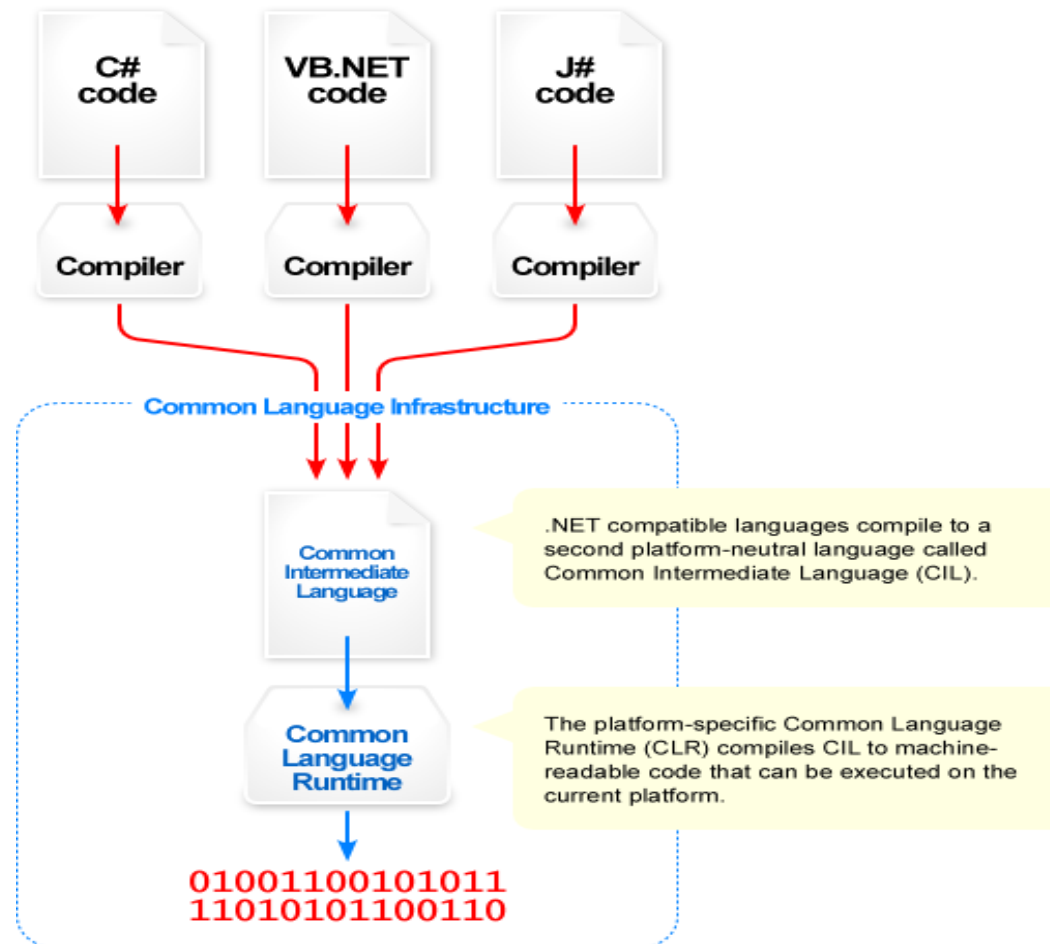 C#
code
VB.NET
code
J#
code
Compiler
Compiler
Compiler
Common Language Infrastructure
Common
Intermediate
Language
.NET compatible languages compile to a
second platform-neutral language called
Common Intermediate Language (CIL).
Common
Language
Runtime
The platform-specific Common Language
Runtime (CLR) compiles CIL to machine-
readable code that can be executed on the
current platform.
01001100101011
11010101100110